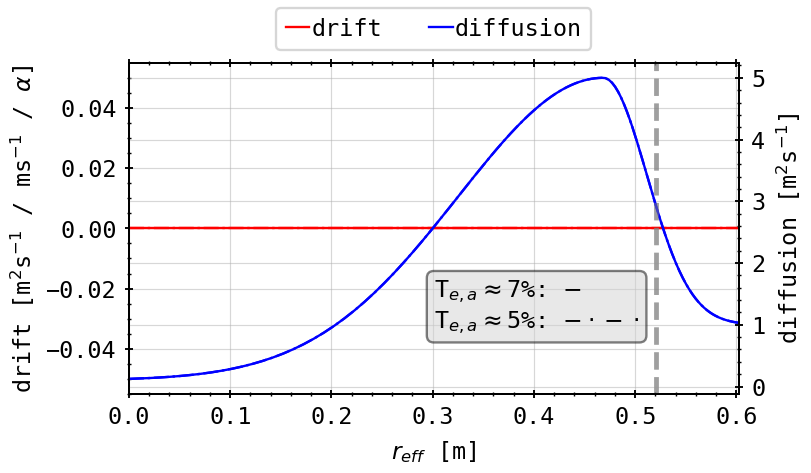 drift diffusion
drift [m²s⁻¹ / ms⁻¹ / α]
0.04
0.02
0.00
−0.02
−0.04
5
4
3
2
1
0
diffusion [m²s⁻¹]
T_{e,a} ≈ 7%: —
T_{e,a} ≈ 5%: — · — ·
0.0 0.1 0.2 0.3 0.4 0.5 0.6
r_{eff} [m]